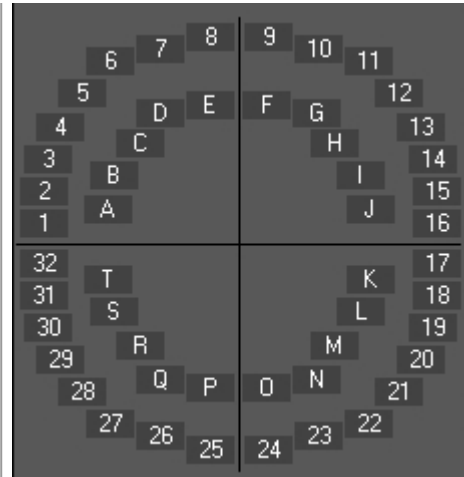 8 9
7 10
6 11
5 12
D E F G
4 13
C H
3 14
B I
2 15
A J
1 16
32 17
T K
31 18
S L
30 19
R M
29 20
Q P O N
28 21
27 22
26 23
25 24